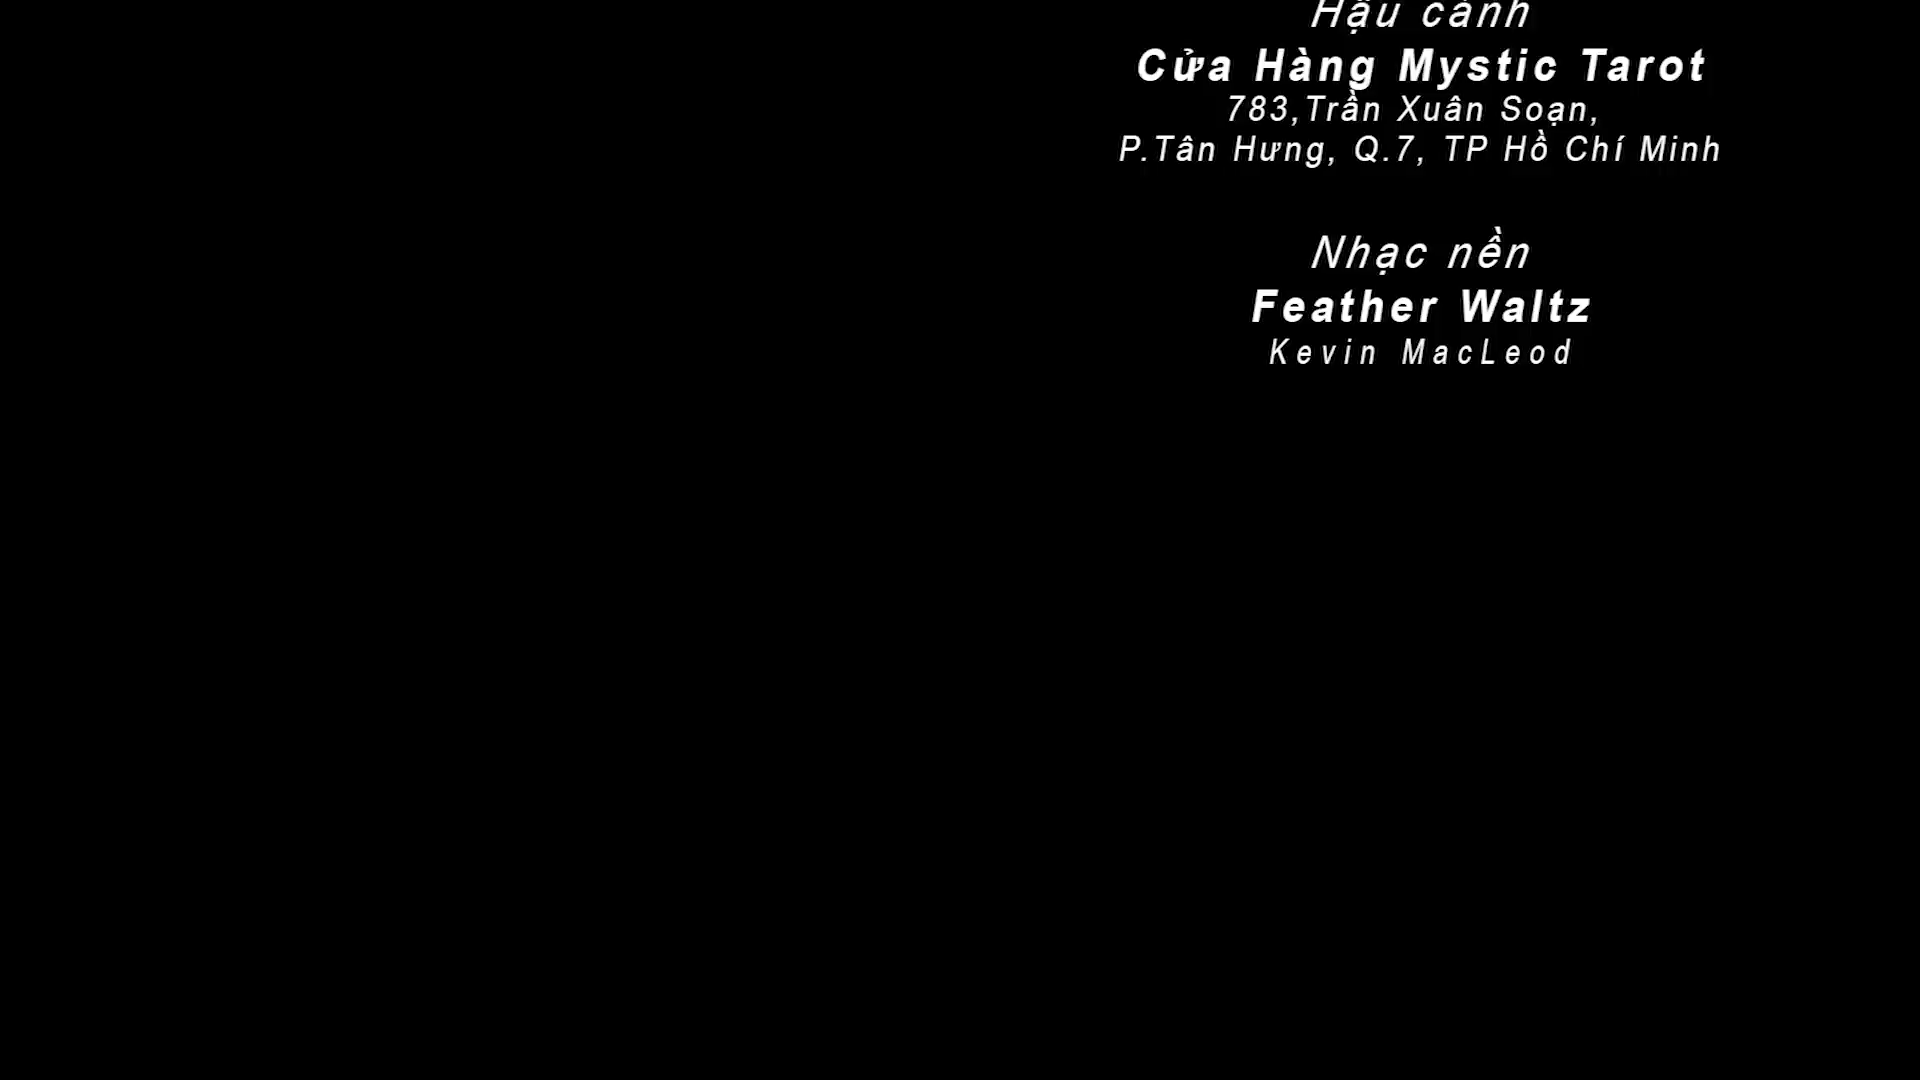 Hậu cảnh
Cửa Hàng Mystic Tarot
783,Trần Xuân Soạn,
P.Tân Hưng, Q.7, TP Hồ Chí Minh
Nhạc nền
Feather Waltz
Kevin MacLeod